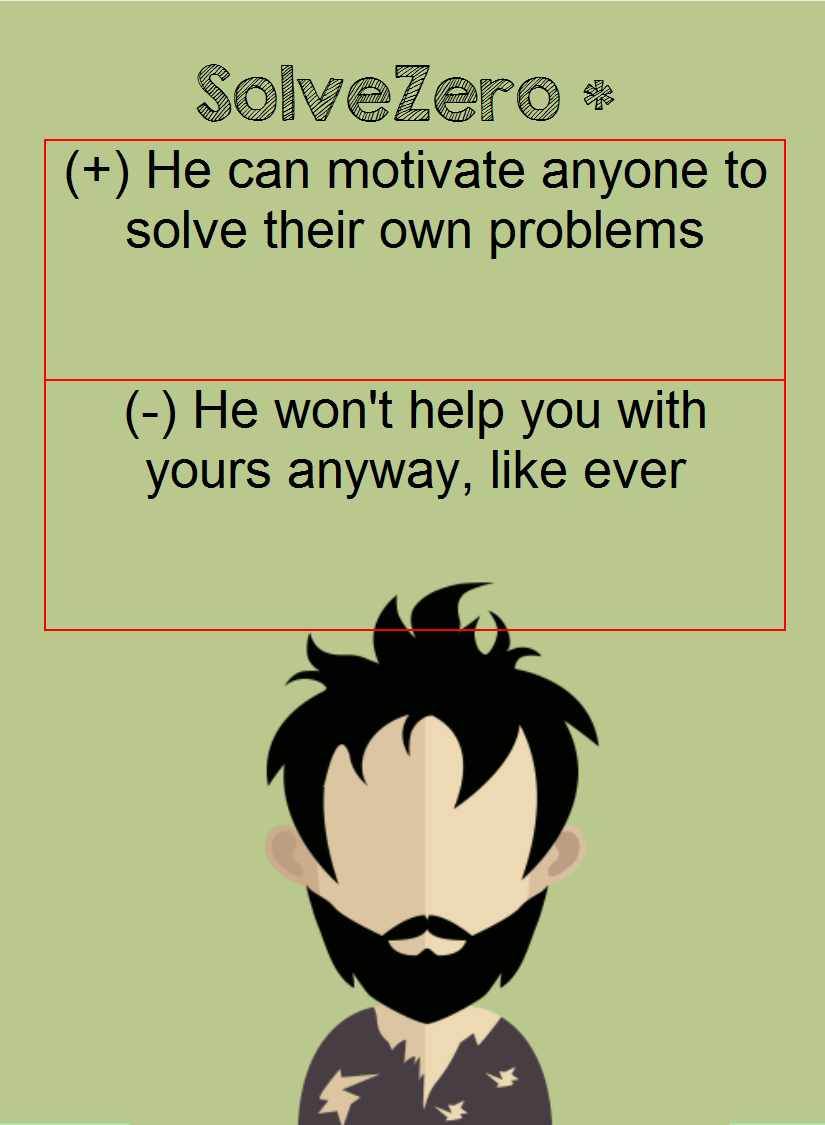 SolveZero *
(+) He can motivate anyone to
solve their own problems
(-) He won't help you with
yours anyway, like ever